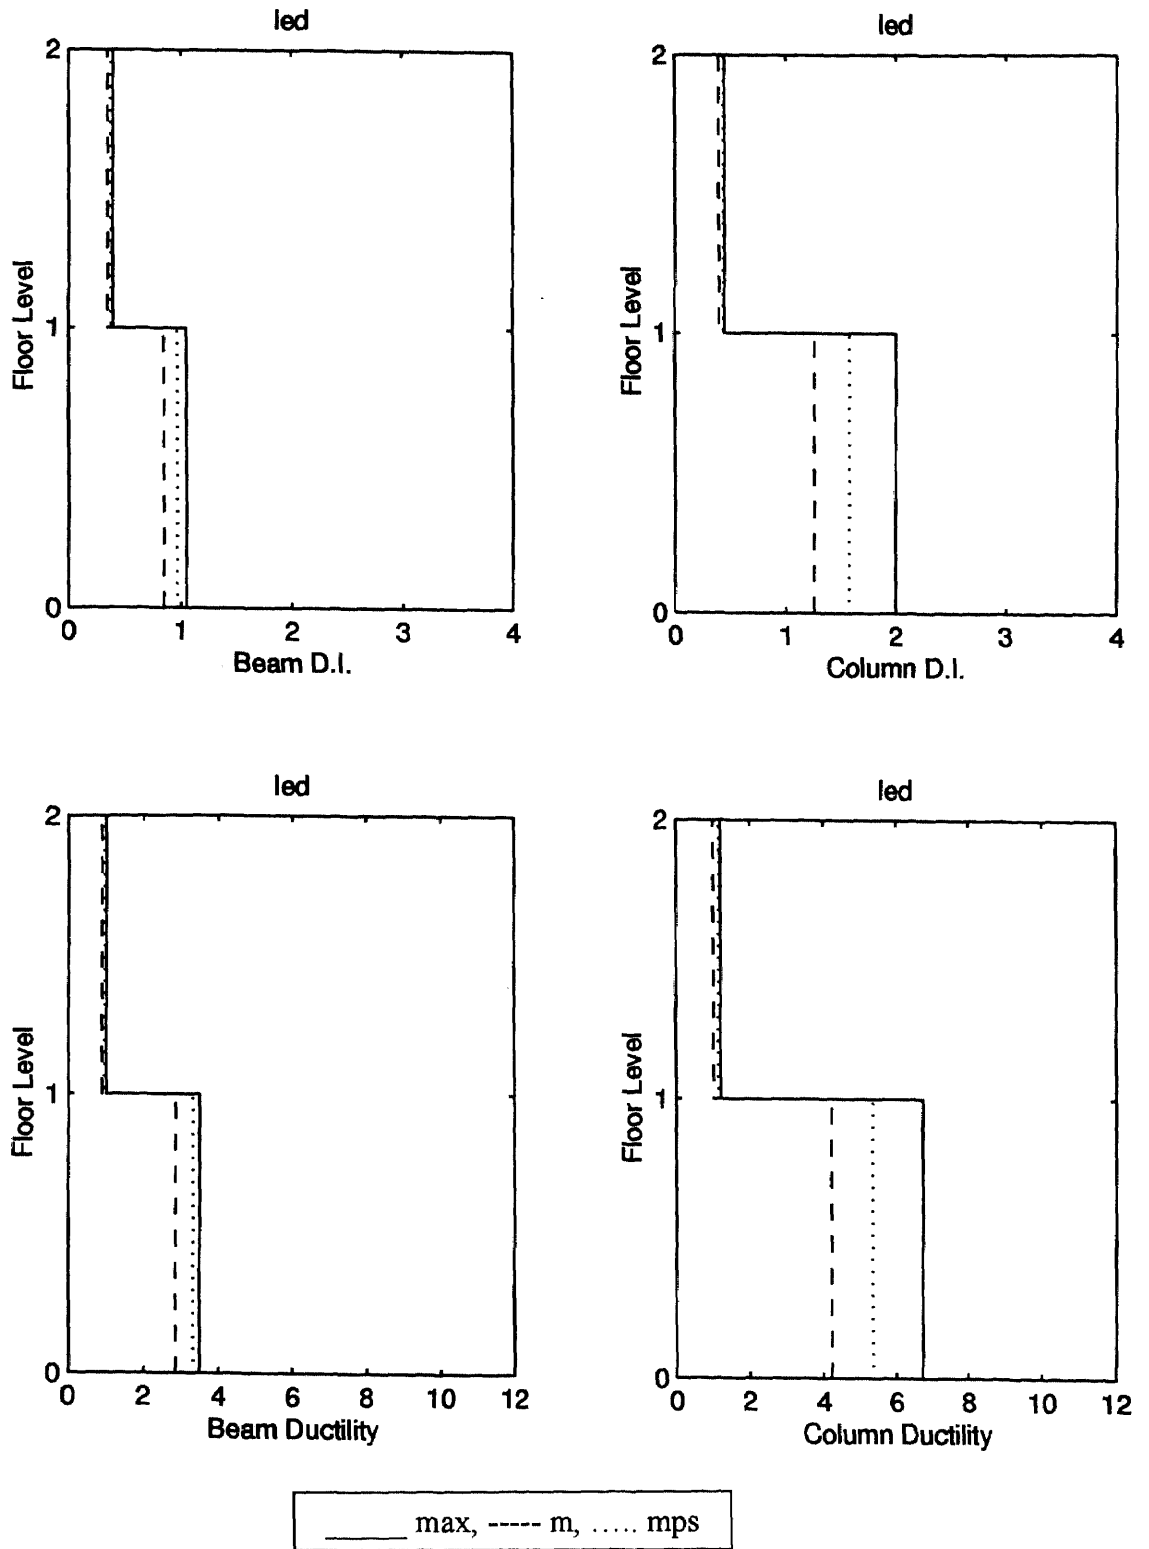 led
2
Floor Level
1
0
0 1 2 3 4
Beam D.I.
led
2
Floor Level
1
0
0 1 2 3 4
Column D.I.
led
2
Floor Level
1
0
0 2 4 6 8 10 12
Beam Ductility
led
2
Floor Level
1
0
0 2 4 6 8 10 12
Column Ductility
______ max, ----- m, ..... mps